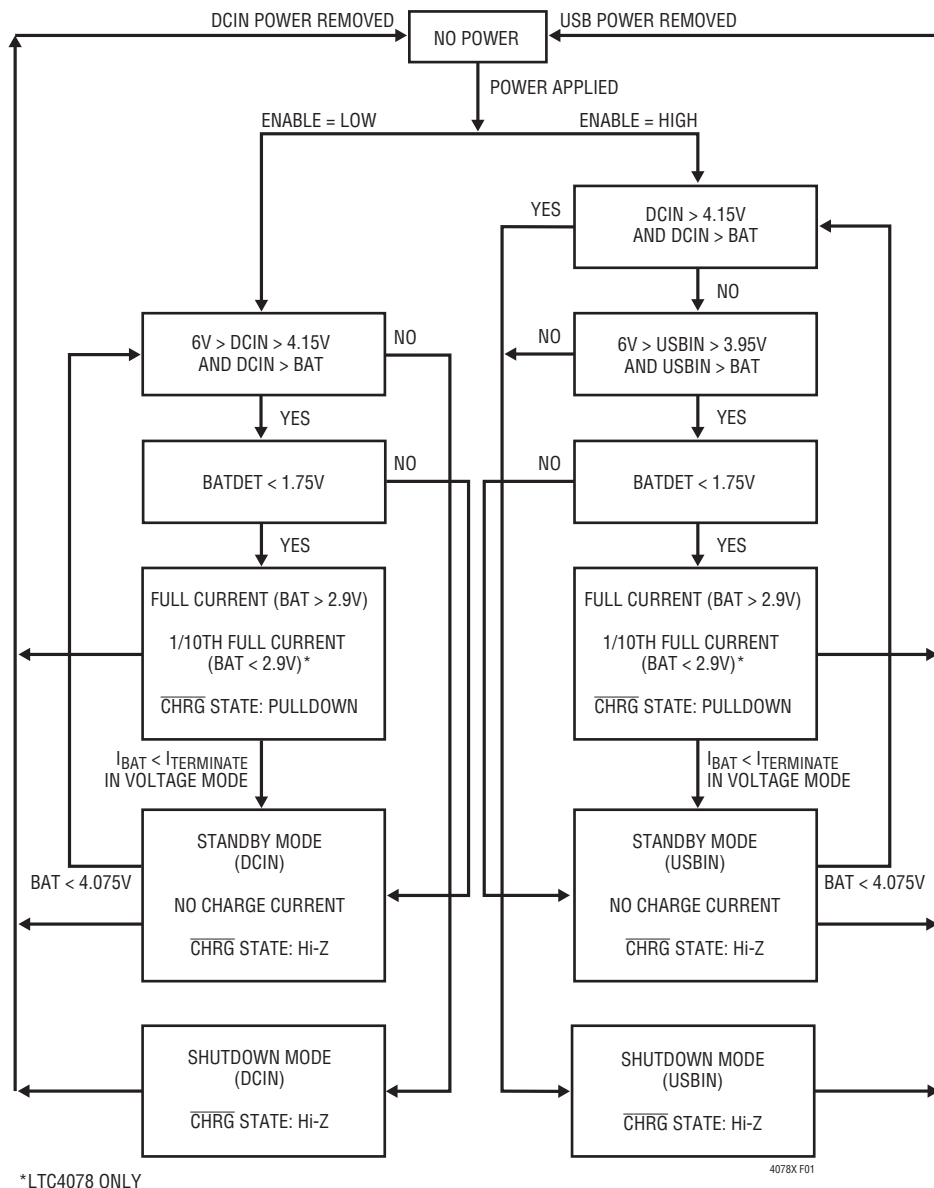 DCIN POWER REMOVED
NO POWER
USB POWER REMOVED
POWER APPLIED
ENABLE = LOW
ENABLE = HIGH
YES
DCIN > 4.15V
AND DCIN > BAT
NO
6V > DCIN > 4.15V
AND DCIN > BAT
NO
NO
6V > USBIN > 3.95V
AND USBIN > BAT
YES
YES
BATDET < 1.75V
NO
NO
BATDET < 1.75V
YES
YES
FULL CURRENT (BAT > 2.9V)
1/10TH FULL CURRENT
(BAT < 2.9V)*
CHRG STATE: PULLDOWN
FULL CURRENT (BAT > 2.9V)
1/10TH FULL CURRENT
(BAT < 2.9V)*
CHRG STATE: PULLDOWN
IBAT < ITERMINATE
IN VOLTAGE MODE
IBAT < ITERMINATE
IN VOLTAGE MODE
STANDBY MODE
(DCIN)
NO CHARGE CURRENT
CHRG STATE: Hi-Z
BAT < 4.075V
STANDBY MODE
(USBIN)
NO CHARGE CURRENT
CHRG STATE: Hi-Z
BAT < 4.075V
SHUTDOWN MODE
(DCIN)
CHRG STATE: Hi-Z
SHUTDOWN MODE
(USBIN)
CHRG STATE: Hi-Z
4078X F01
*LTC4078 ONLY